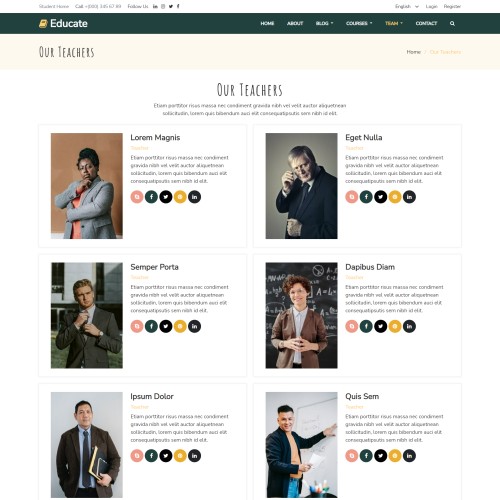 Student Home Call +(000) 345 67 89 Follow Us English Login Register
Educate HOME ABOUT BLOG COURSES TEAM CONTACT
Our Teachers Home Our Teachers
Our Teachers
Etiam porttitor risus massa nec condiment gravida nibh vel velit auctor aliquetnean
sollicitudin, lorem quis bibendum auci elit consequatipsutis sem nibh id elit.
Lorem Magnis
Teacher
Etiam porttitor risus massa nec condiment
gravida nibh vel velit auctor aliquetnean
sollicitudin, lorem quis bibendum auci elit
consequatipsutis sem nibh id elit.
Eget Nulla
Teacher
Etiam porttitor risus massa nec condiment
gravida nibh vel velit auctor aliquetnean
sollicitudin, lorem quis bibendum auci elit
consequatipsutis sem nibh id elit.
Semper Porta
Teacher
Etiam porttitor risus massa nec condiment
gravida nibh vel velit auctor aliquetnean
sollicitudin, lorem quis bibendum auci elit
consequatipsutis sem nibh id elit.
Dapibus Diam
Teacher
Etiam porttitor risus massa nec condiment
gravida nibh vel velit auctor aliquetnean
sollicitudin, lorem quis bibendum auci elit
consequatipsutis sem nibh id elit.
Ipsum Dolor
Teacher
Etiam porttitor risus massa nec condiment
gravida nibh vel velit auctor aliquetnean
sollicitudin, lorem quis bibendum auci elit
consequatipsutis sem nibh id elit.
Quis Sem
Teacher
Etiam porttitor risus massa nec condiment
gravida nibh vel velit auctor aliquetnean
sollicitudin, lorem quis bibendum auci elit
consequatipsutis sem nibh id elit.